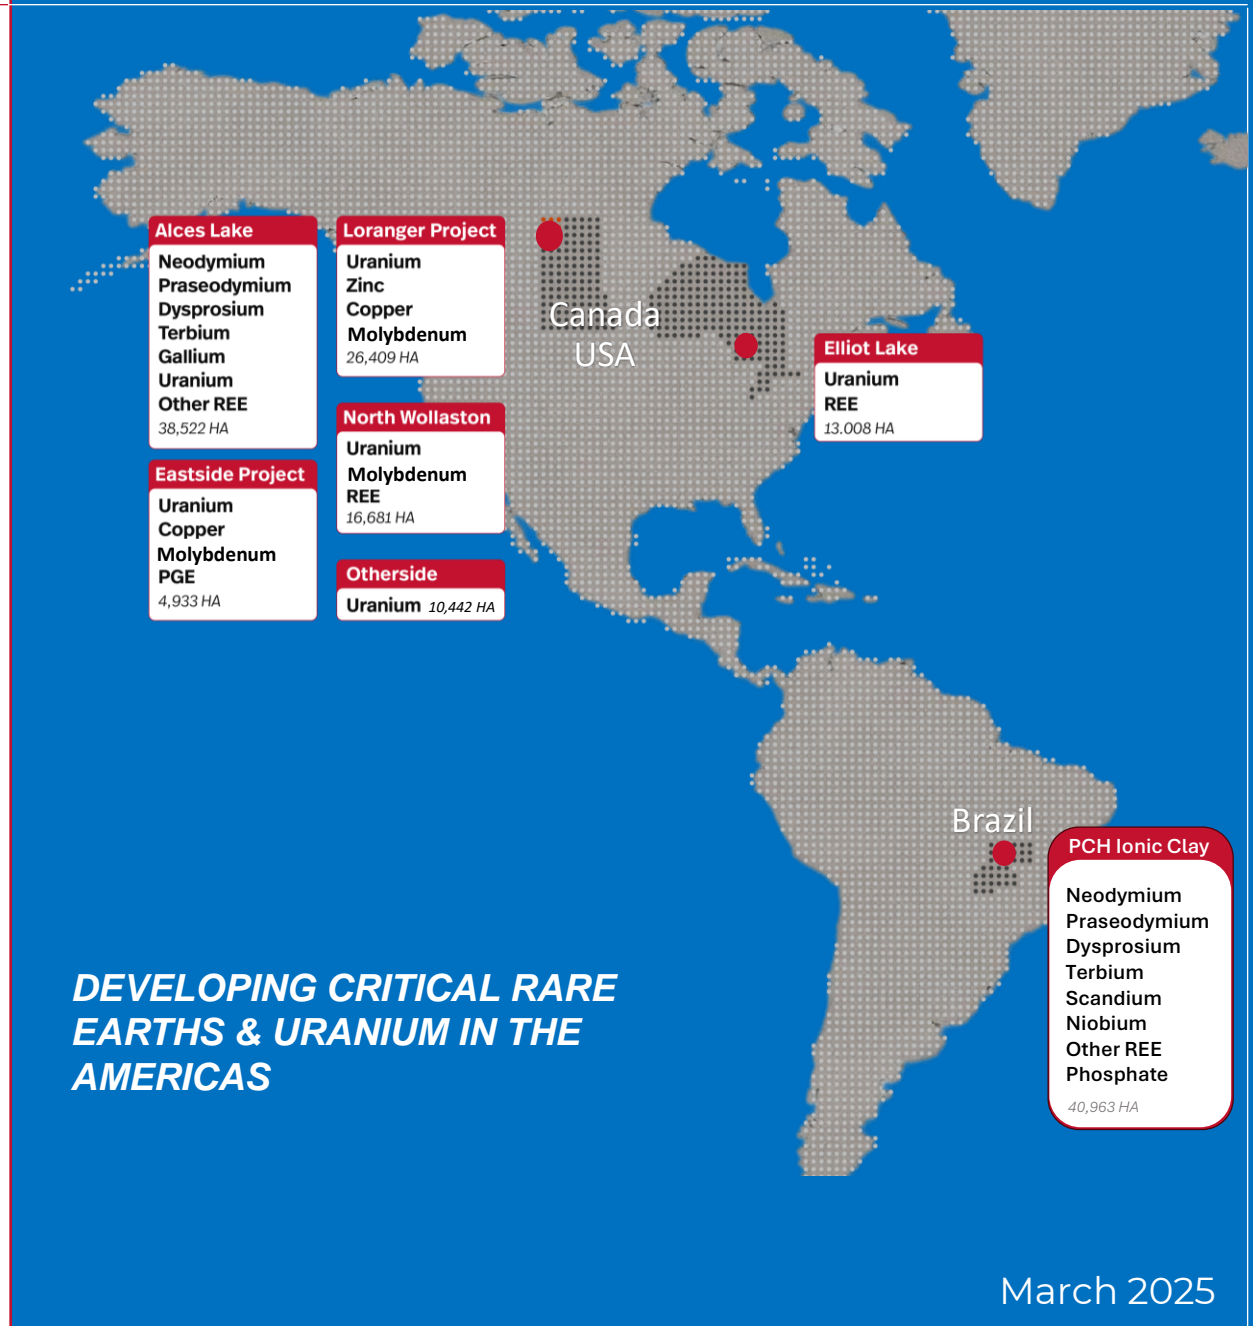 Alces Lake
Neodymium
Praseodymium
Dysprosium
Terbium
Gallium
Uranium
Other REE
38,522 HA
Loranger Project
Uranium
Zinc
Copper
Molybdenum
26,409 HA
Canada
USA
Elliot Lake
Uranium
REE
13.008 HA
North Wollaston
Uranium
Molybdenum
REE
16,681 HA
Eastside Project
Uranium
Copper
Molybdenum
PGE
4,933 HA
Otherside
Uranium 10,442 HA
Brazil
PCH Ionic Clay
Neodymium
Praseodymium
Dysprosium
Terbium
Scandium
Niobium
Other REE
Phosphate
40,963 HA
DEVELOPING CRITICAL RARE
EARTHS & URANIUM IN THE
AMERICAS
March 2025